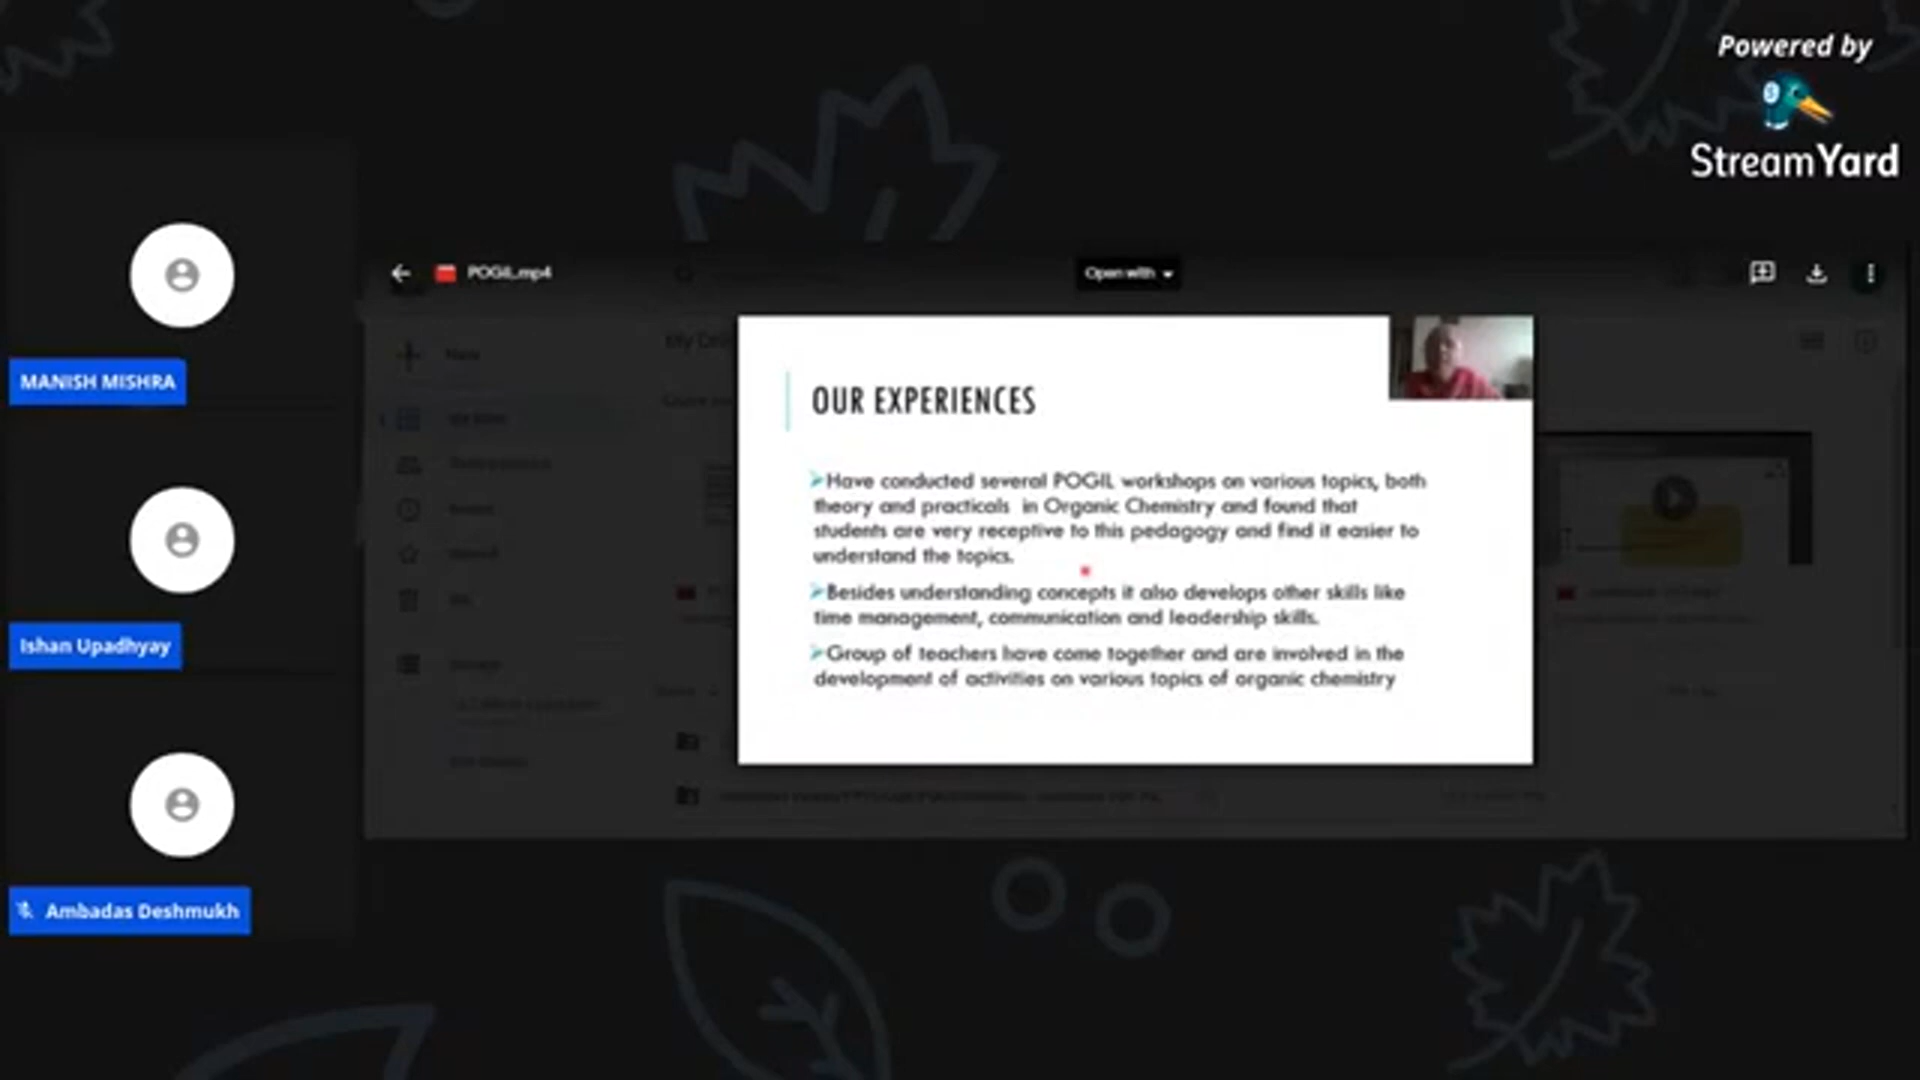 Powered by
StreamYard
POGIL.mp4
Open with
MANISH MISHRA
Ishan Upadhyay
Ambadas Deshmukh
OUR EXPERIENCES
Have conducted several POGIL workshops on various topics, both
theory and practicals in Organic Chemistry and found that
students are very receptive to this pedagogy and find it easier to
understand the topics.
Besides understanding concepts it also develops other skills like
time management, communication and leadership skills.
Group of teachers have come together and are involved in the
development of activities on various topics of organic chemistry